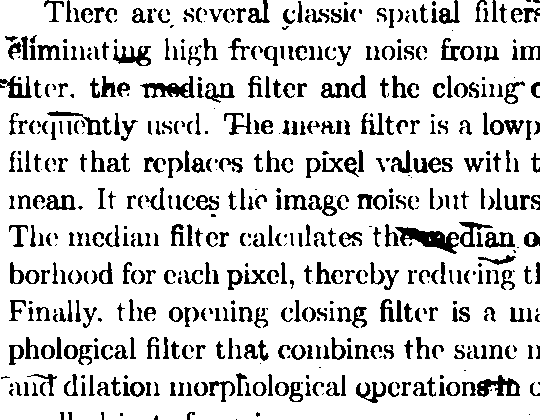 There are several classic spatial filters
eliminating high frequency noise from im
filter, the median filter and the closing
frequently used. The mean filter is a lowp
filter that replaces the pixel values with t
mean. It reduces the image noise but blurs
The median filter calculates the median o
borhood for each pixel, thereby reducing th
Finally, the opening closing filter is a ma
phological filter that combines the same n
and dilation morphological operations in o